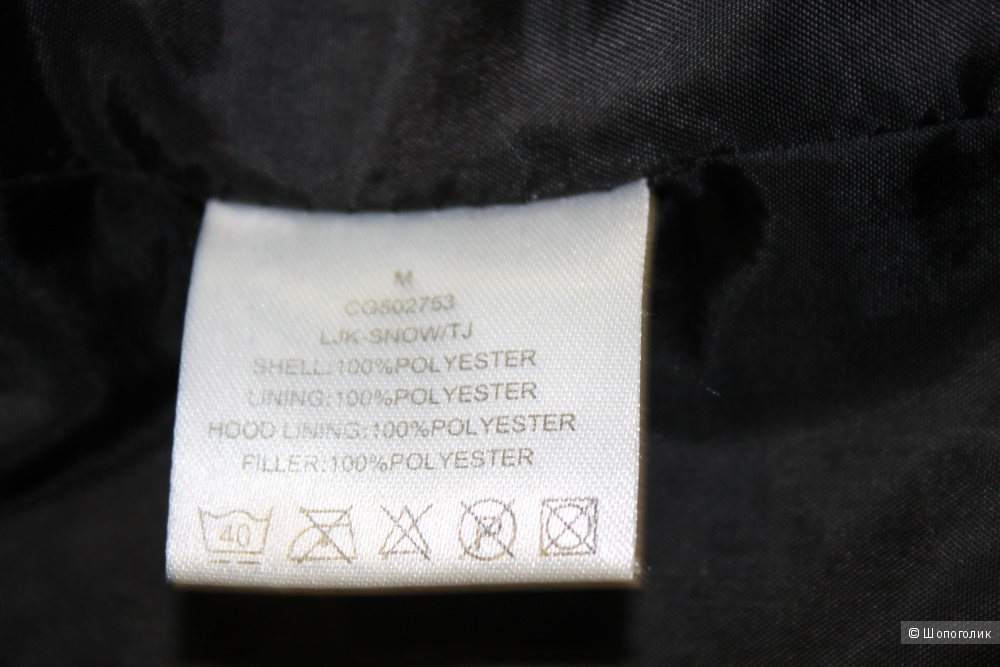 M
CG502753
LJK-SNOW/TJ
SHELL:100%POLYESTER
LINING:100%POLYESTER
HOOD LINING:100%POLYESTER
FILLER:100%POLYESTER
40
© Шопоголик